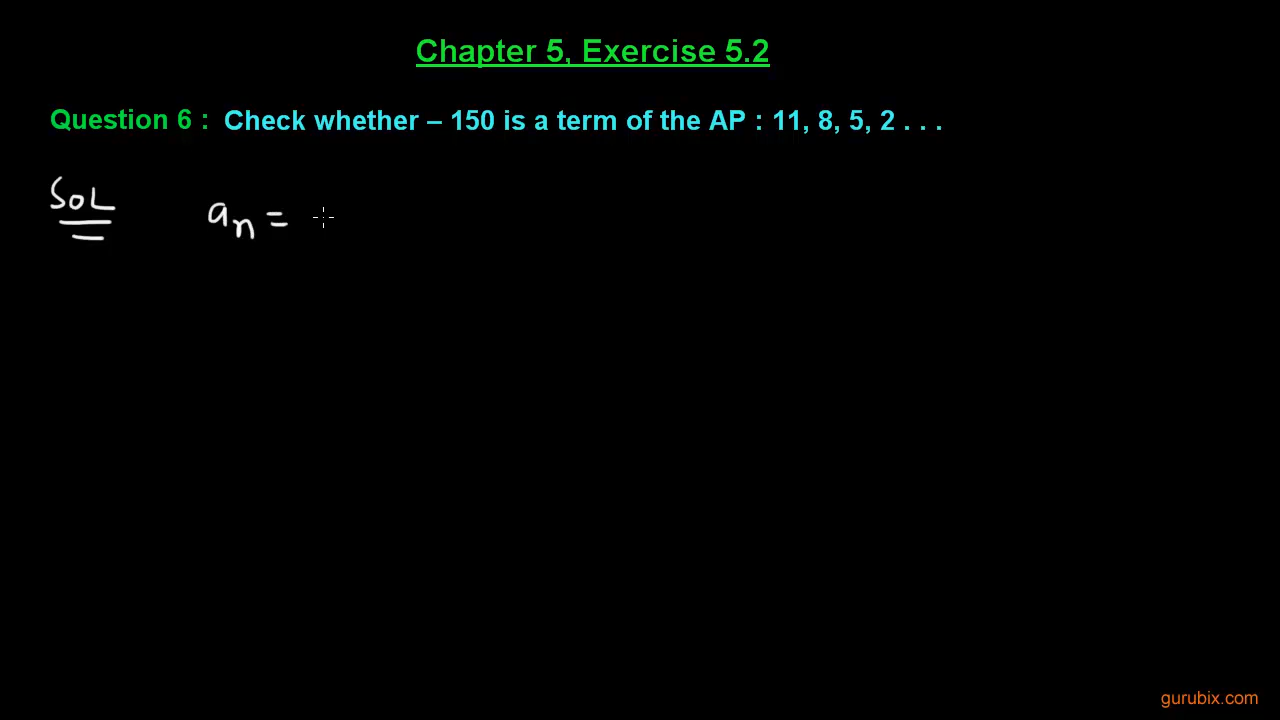 Chapter 5, Exercise 5.2
Question 6 : Check whether – 150 is a term of the AP : 11, 8, 5, 2 . . .
SOL aₙ =
gurubix.com